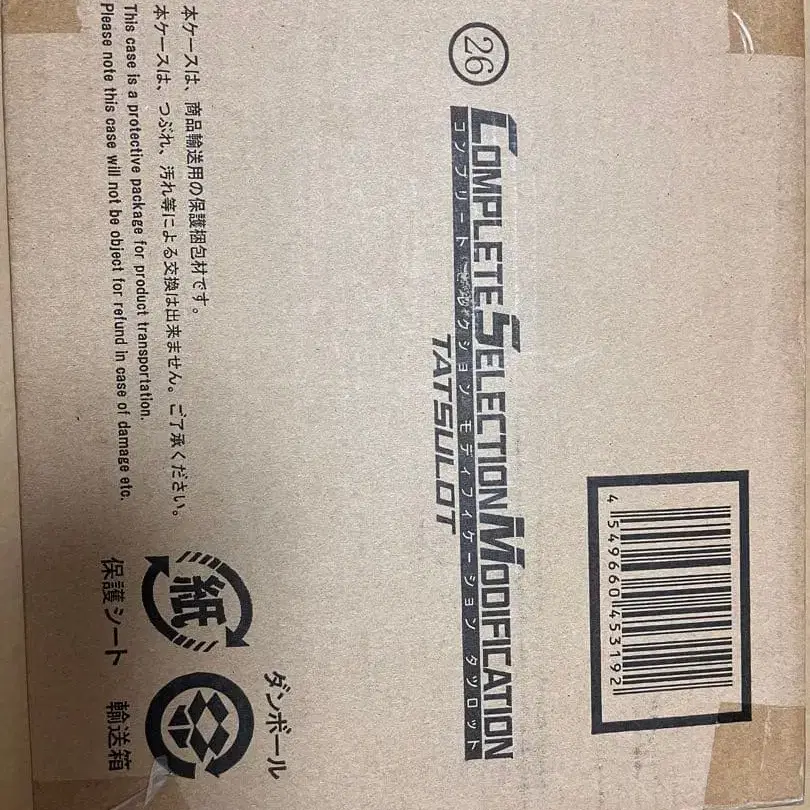 ㉖
COMPLETE SELECTION MODIFICATION
コンプリート セレクション モディフィケーション タツロット
TATSULOT
4 549660 453192
本ケースは、商品輸送用の保護梱包材です。
本ケースは、つぶれ、汚れ等による交換は出来ません。ご了承ください。
This case is a protective package for product transportation.
Please note this case will not be object for refund in case of damage etc.
紙
保護シート
ダンボール
輸送箱